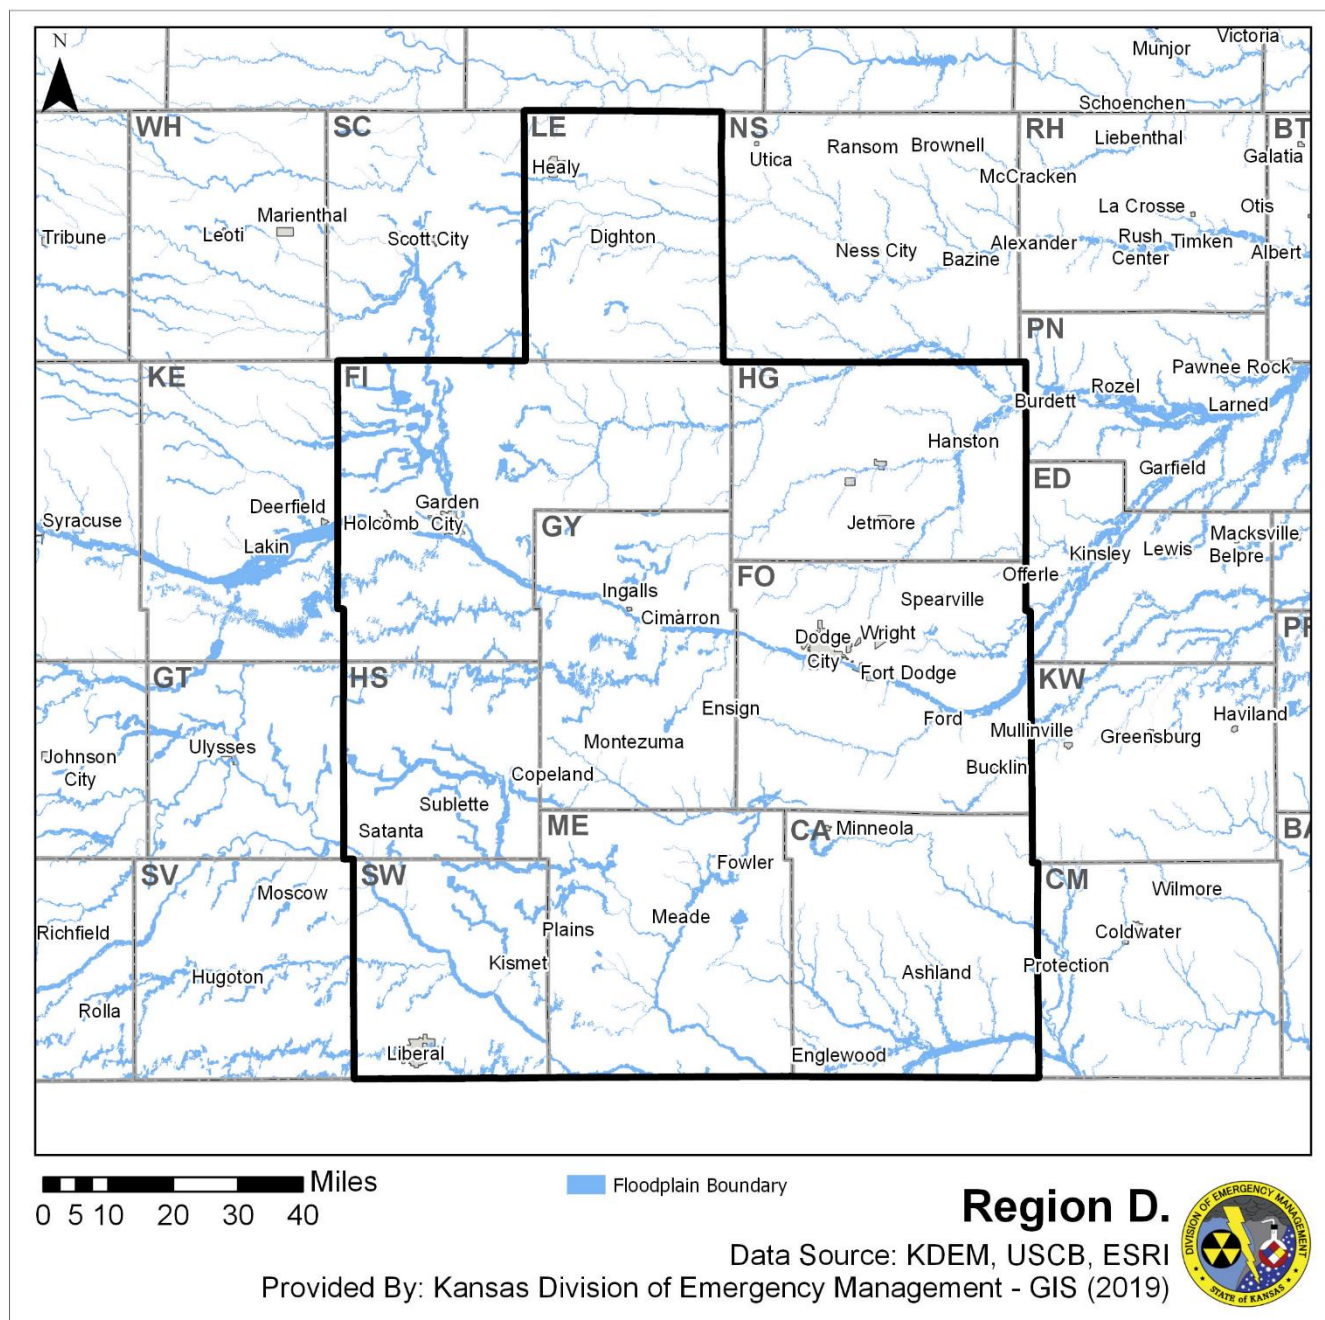 N
Victoria
Munjor
Schoenchen
WH
SC
LE
NS
RH
BT
Healy
Utica
Ransom
Brownell
Liebenthal
Galatia
McCracken
Marienthal
La Crosse
Otis
Tribune
Leoti
Scott City
Dighton
Ness City
Bazine
Alexander
Rush
Center
Timken
Albert
PN
KE
FI
HG
Pawnee Rock
Burdett
Rozel
Larned
Hanston
Garfield
ED
Deerfield
Garden
City
Holcomb
Syracuse
Lakin
GY
Jetmore
Macksville
Kinsley
Lewis
Belpre
FO
Offerle
Ingalls
Spearville
Cimarron
Dodge
City
Wright
Fort Dodge
GT
HS
KW
Ensign
Ford
Haviland
Mullinville
Greensburg
Johnson
City
Ulysses
Montezuma
Copeland
Bucklin
Sublette
Satanta
ME
CA
Minneola
BA
SV
SW
Fowler
CM
Moscow
Wilmore
Richfield
Plains
Meade
Coldwater
Hugoton
Kismet
Ashland
Protection
Rolla
Liberal
Englewood
Miles
0 5 10 20 30 40
Floodplain Boundary
Region D.
Data Source: KDEM, USCB, ESRI
Provided By: Kansas Division of Emergency Management - GIS (2019)
DIVISION OF EMERGENCY MANAGEMENT
STATE of KANSAS